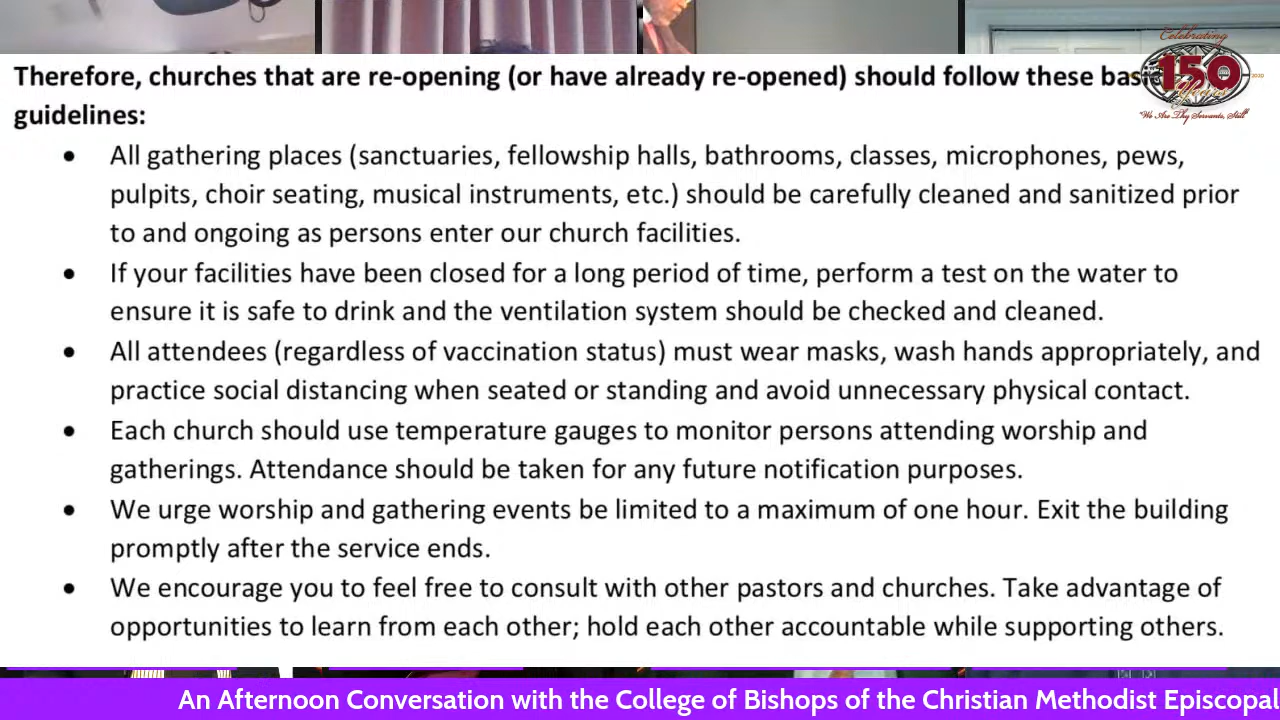 Celebrating
150
Years
"We Are Thy Servants, Still"
Therefore, churches that are re-opening (or have already re-opened) should follow these
guidelines:
• All gathering places (sanctuaries, fellowship halls, bathrooms, classes, microphones, pews,
pulpits, choir seating, musical instruments, etc.) should be carefully cleaned and sanitized prior
to and ongoing as persons enter our church facilities.
• If your facilities have been closed for a long period of time, perform a test on the water to
ensure it is safe to drink and the ventilation system should be checked and cleaned.
• All attendees (regardless of vaccination status) must wear masks, wash hands appropriately, and
practice social distancing when seated or standing and avoid unnecessary physical contact.
• Each church should use temperature gauges to monitor persons attending worship and
gatherings. Attendance should be taken for any future notification purposes.
• We urge worship and gathering events be limited to a maximum of one hour. Exit the building
promptly after the service ends.
• We encourage you to feel free to consult with other pastors and churches. Take advantage of
opportunities to learn from each other; hold each other accountable while supporting others.
An Afternoon Conversation with the College of Bishops of the Christian Methodist Episcopal